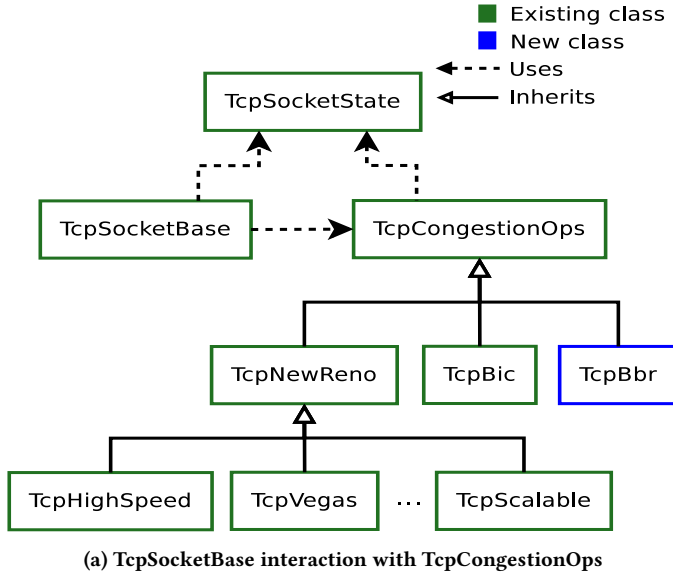 Existing class
New class
Uses
Inherits
TcpSocketState
TcpSocketBase
TcpCongestionOps
TcpNewReno
TcpBic
TcpBbr
TcpHighSpeed
TcpVegas
...
TcpScalable
(a) TcpSocketBase interaction with TcpCongestionOps